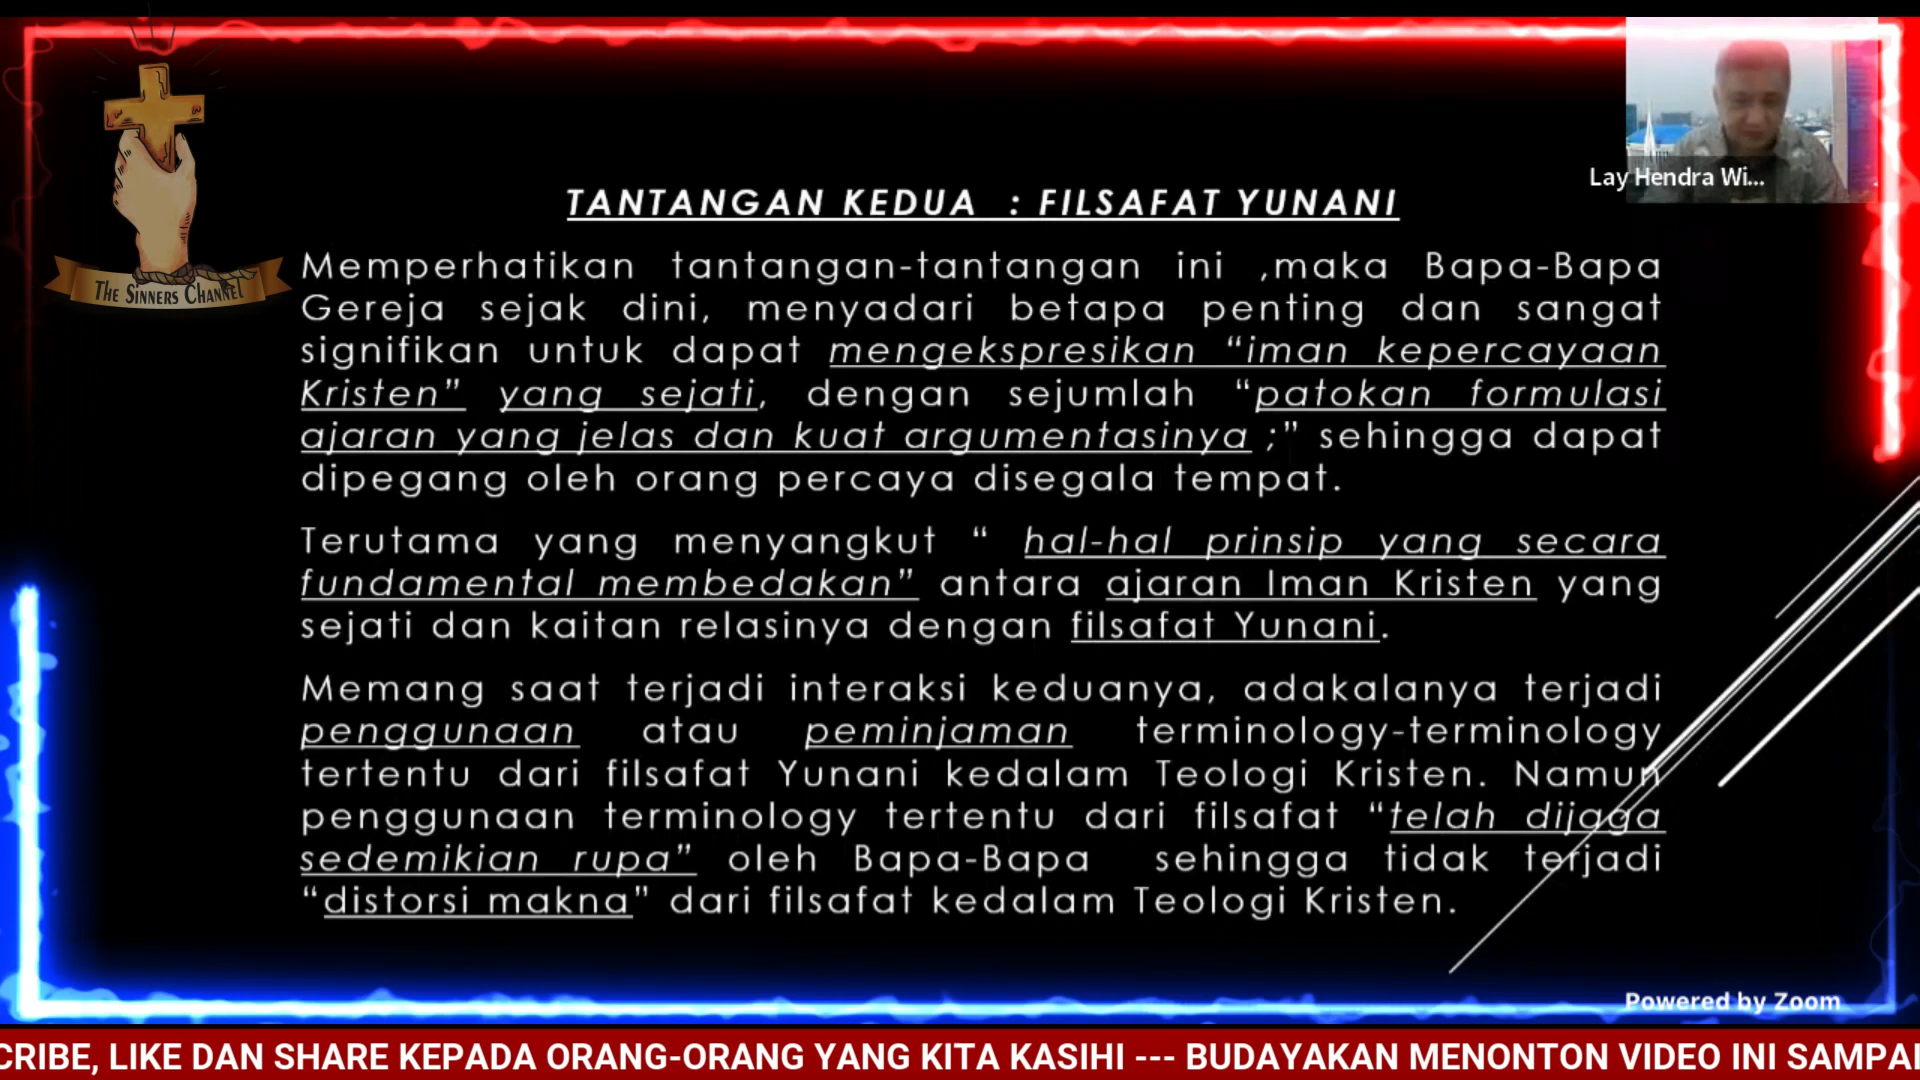 THE SINNERS CHANNEL
Lay Hendra Wi...
TANTANGAN KEDUA : FILSAFAT YUNANI
Memperhatikan tantangan-tantangan ini ,maka Bapa-Bapa
Gereja sejak dini, menyadari betapa penting dan sangat
signifikan untuk dapat mengekspresikan “iman kepercayaan
Kristen” yang sejati, dengan sejumlah “patokan formulasi
ajaran yang jelas dan kuat argumentasinya ;” sehingga dapat
dipegang oleh orang percaya disegala tempat.
Terutama yang menyangkut “ hal-hal prinsip yang secara
fundamental membedakan” antara ajaran Iman Kristen yang
sejati dan kaitan relasinya dengan filsafat Yunani.
Memang saat terjadi interaksi keduanya, adakalanya terjadi
penggunaan atau peminjaman terminology-terminology
tertentu dari filsafat Yunani kedalam Teologi Kristen. Namun
penggunaan terminology tertentu dari filsafat “telah dijaga
sedemikian rupa” oleh Bapa-Bapa sehingga tidak terjadi
“distorsi makna” dari filsafat kedalam Teologi Kristen.
Powered by Zoom
CRIBE, LIKE DAN SHARE KEPADA ORANG-ORANG YANG KITA KASIHI --- BUDAYAKAN MENONTON VIDEO INI SAMPAI